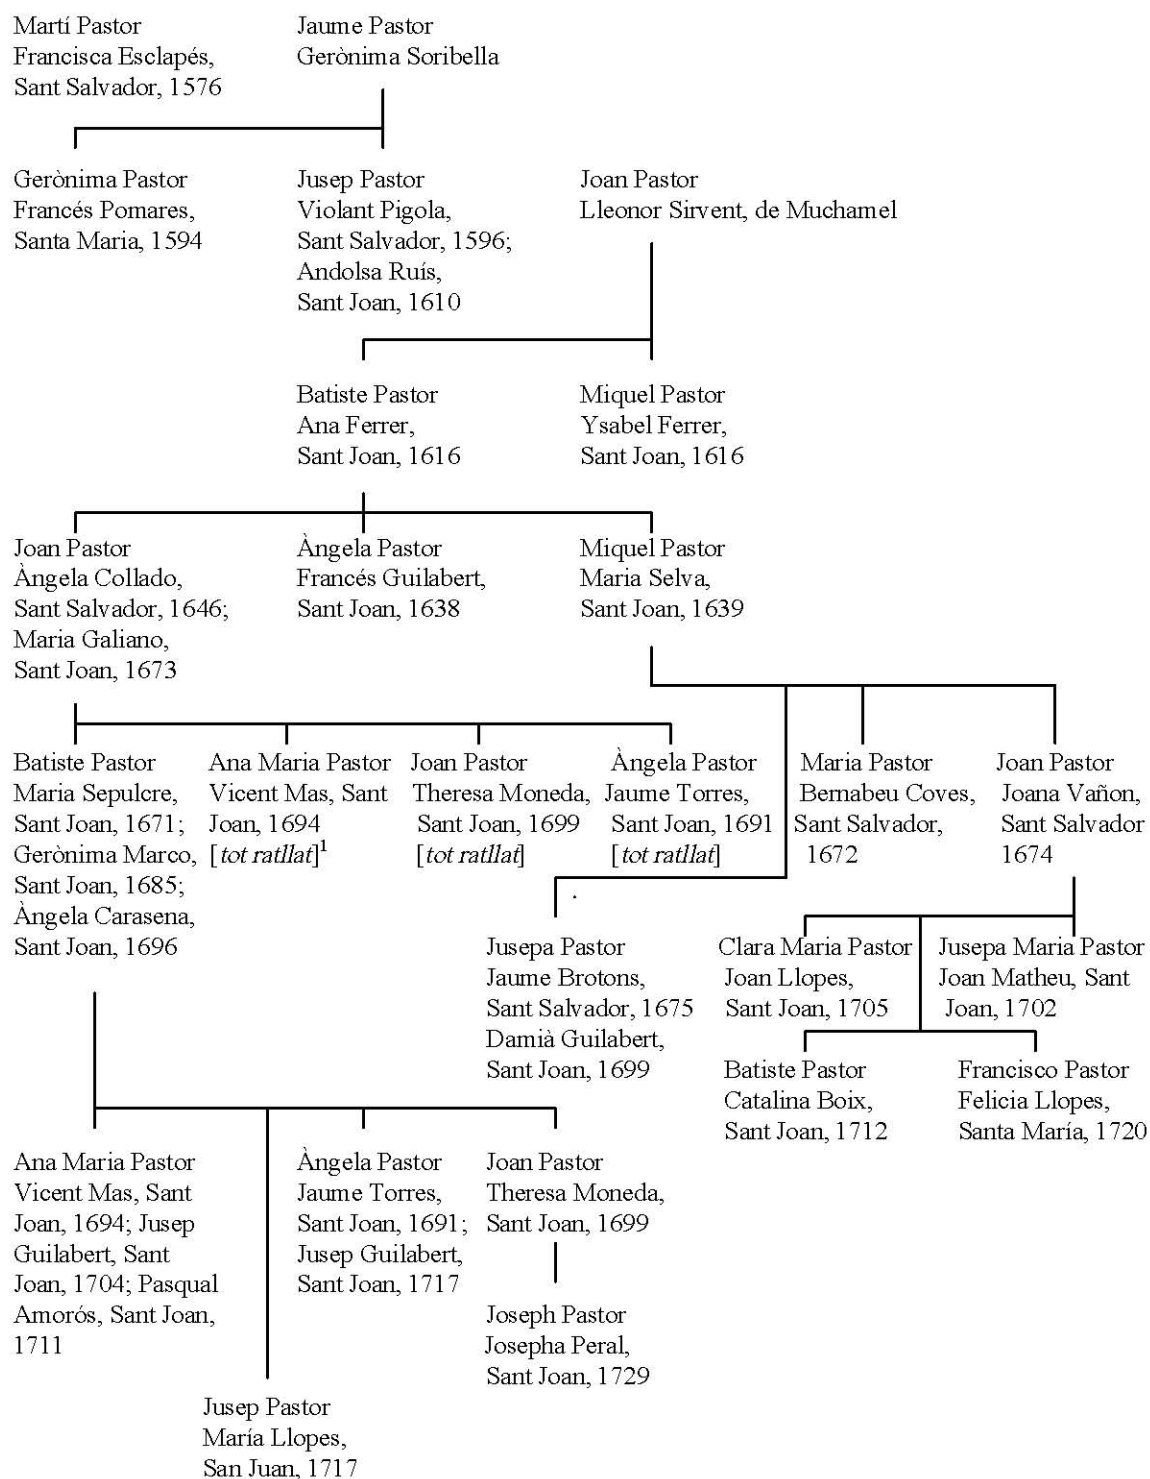 Martí Pastor
Francisca Esclapés,
Sant Salvador, 1576
Jaume Pastor
Gerònima Soribella
Gerònima Pastor
Francés Pomares,
Santa Maria, 1594
Jusep Pastor
Violant Pigola,
Sant Salvador, 1596;
Andolsa Ruís,
Sant Joan, 1610
Joan Pastor
Lleonor Sirvent, de Muchamel
Batiste Pastor
Ana Ferrer,
Sant Joan, 1616
Miquel Pastor
Ysabel Ferrer,
Sant Joan, 1616
Joan Pastor
Àngela Collado,
Sant Salvador, 1646;
Maria Galiano,
Sant Joan, 1673
Àngela Pastor
Francés Guilabert,
Sant Joan, 1638
Miquel Pastor
Maria Selva,
Sant Joan, 1639
Batiste Pastor
Maria Sepulcre,
Sant Joan, 1671;
Gerònima Marco,
Sant Joan, 1685;
Àngela Carasena,
Sant Joan, 1696
Ana Maria Pastor
Vicent Mas, Sant
Joan, 1694
[tot ratllat]¹
Joan Pastor
Theresa Moneda,
Sant Joan, 1699
[tot ratllat]
Àngela Pastor
Jaume Torres,
Sant Joan, 1691
[tot ratllat]
Maria Pastor
Bernabeu Coves,
Sant Salvador,
1672
Joan Pastor
Joana Vañon,
Sant Salvador
1674
Jusepa Pastor
Jaume Brotons,
Sant Salvador, 1675
Damià Guilabert,
Sant Joan, 1699
Clara Maria Pastor
Joan Llopes,
Sant Joan, 1705
Jusepa Maria Pastor
Joan Matheu, Sant
Joan, 1702
Batiste Pastor
Catalina Boix,
Sant Joan, 1712
Francisco Pastor
Felicia Llopes,
Santa María, 1720
Ana Maria Pastor
Vicent Mas, Sant
Joan, 1694; Jusep
Guilabert, Sant
Joan, 1704; Pasqual
Amorós, Sant Joan,
1711
Àngela Pastor
Jaume Torres,
Sant Joan, 1691;
Jusep Guilabert,
Sant Joan, 1717
Joan Pastor
Theresa Moneda,
Sant Joan, 1699
Joseph Pastor
Josepha Peral,
Sant Joan, 1729
Jusep Pastor
María Llopes,
San Juan, 1717